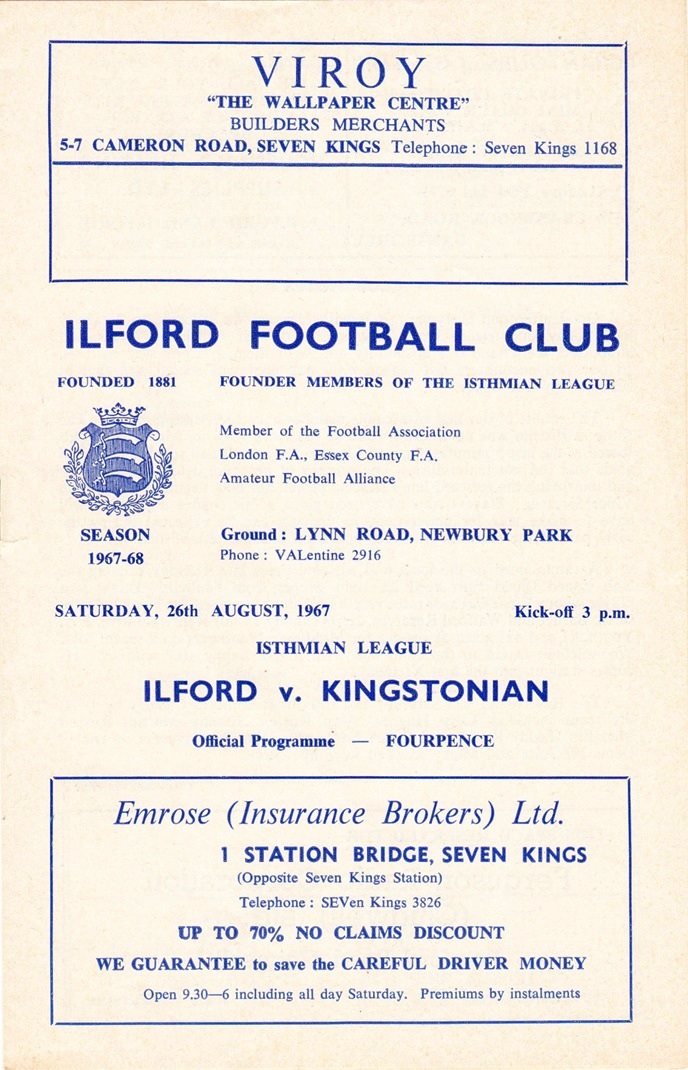 VIROY
"THE WALLPAPER CENTRE"
BUILDERS MERCHANTS
5-7 CAMERON ROAD, SEVEN KINGS Telephone : Seven Kings 1168
ILFORD FOOTBALL CLUB
FOUNDED 1881 FOUNDER MEMBERS OF THE ISTHMIAN LEAGUE
Member of the Football Association
London F.A., Essex County F.A.
Amateur Football Alliance
SEASON
1967-68
Ground : LYNN ROAD, NEWBURY PARK
Phone : VALentine 2916
SATURDAY, 26th AUGUST, 1967 Kick-off 3 p.m.
ISTHMIAN LEAGUE
ILFORD v. KINGSTONIAN
Official Programme — FOURPENCE
Emrose (Insurance Brokers) Ltd.
1 STATION BRIDGE, SEVEN KINGS
(Opposite Seven Kings Station)
Telephone : SEVen Kings 3826
UP TO 70% NO CLAIMS DISCOUNT
WE GUARANTEE to save the CAREFUL DRIVER MONEY
Open 9.30—6 including all day Saturday. Premiums by instalments